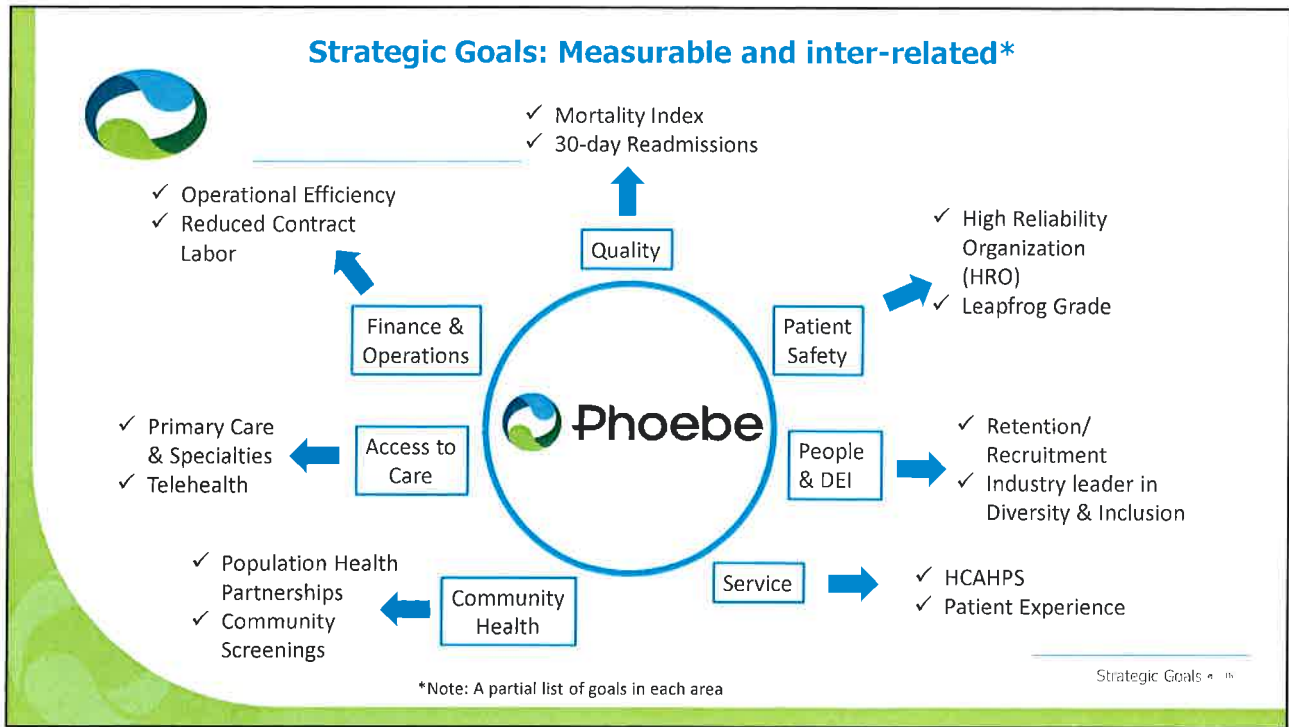 Strategic Goals: Measurable and inter-related*
✓ Mortality Index
✓ 30-day Readmissions
✓ Operational Efficiency
✓ Reduced Contract
Labor
Quality
✓ High Reliability
Organization
(HRO)
✓ Leapfrog Grade
Finance &
Operations
Patient
Safety
Phoebe
✓ Primary Care
& Specialties
✓ Telehealth
Access to
Care
People
& DEI
✓ Retention/
Recruitment
✓ Industry leader in
Diversity & Inclusion
✓ Population Health
Partnerships
✓ Community
Screenings
Community
Health
Service
✓ HCAHPS
✓ Patient Experience
*Note: A partial list of goals in each area
Strategic Goals